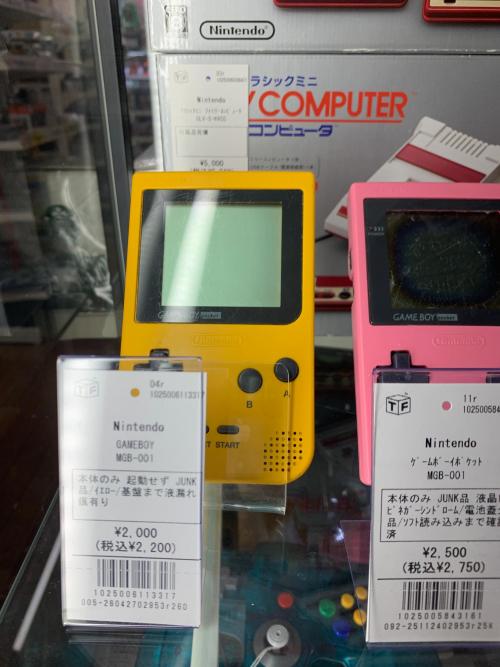 Nintendo
Nintendo
¥5,000
ラシックミニ
COMPUTER
コンピュータ
GAME BOY pocket
Nintendo
B
A
START
GAME BOY pocket
TF
04r
1025006113317
Nintendo
GAMEBOY
MGB-001
本体のみ 起動せず JUNK
品/イエロー/基盤まで液漏れ
痕有り
¥2,000
(税込¥2,200)
1025006113317
005-26042702953r260
TF
11r
Nintendo
ゲームボーイポケット
MGB-001
本体のみ JUNK品 液晶
ビネガーシンドローム/電池蓋
品/ソフト読み込みまで確
済
¥2,500
(税込¥2,750)
1025005843161
092-25112402953r25K